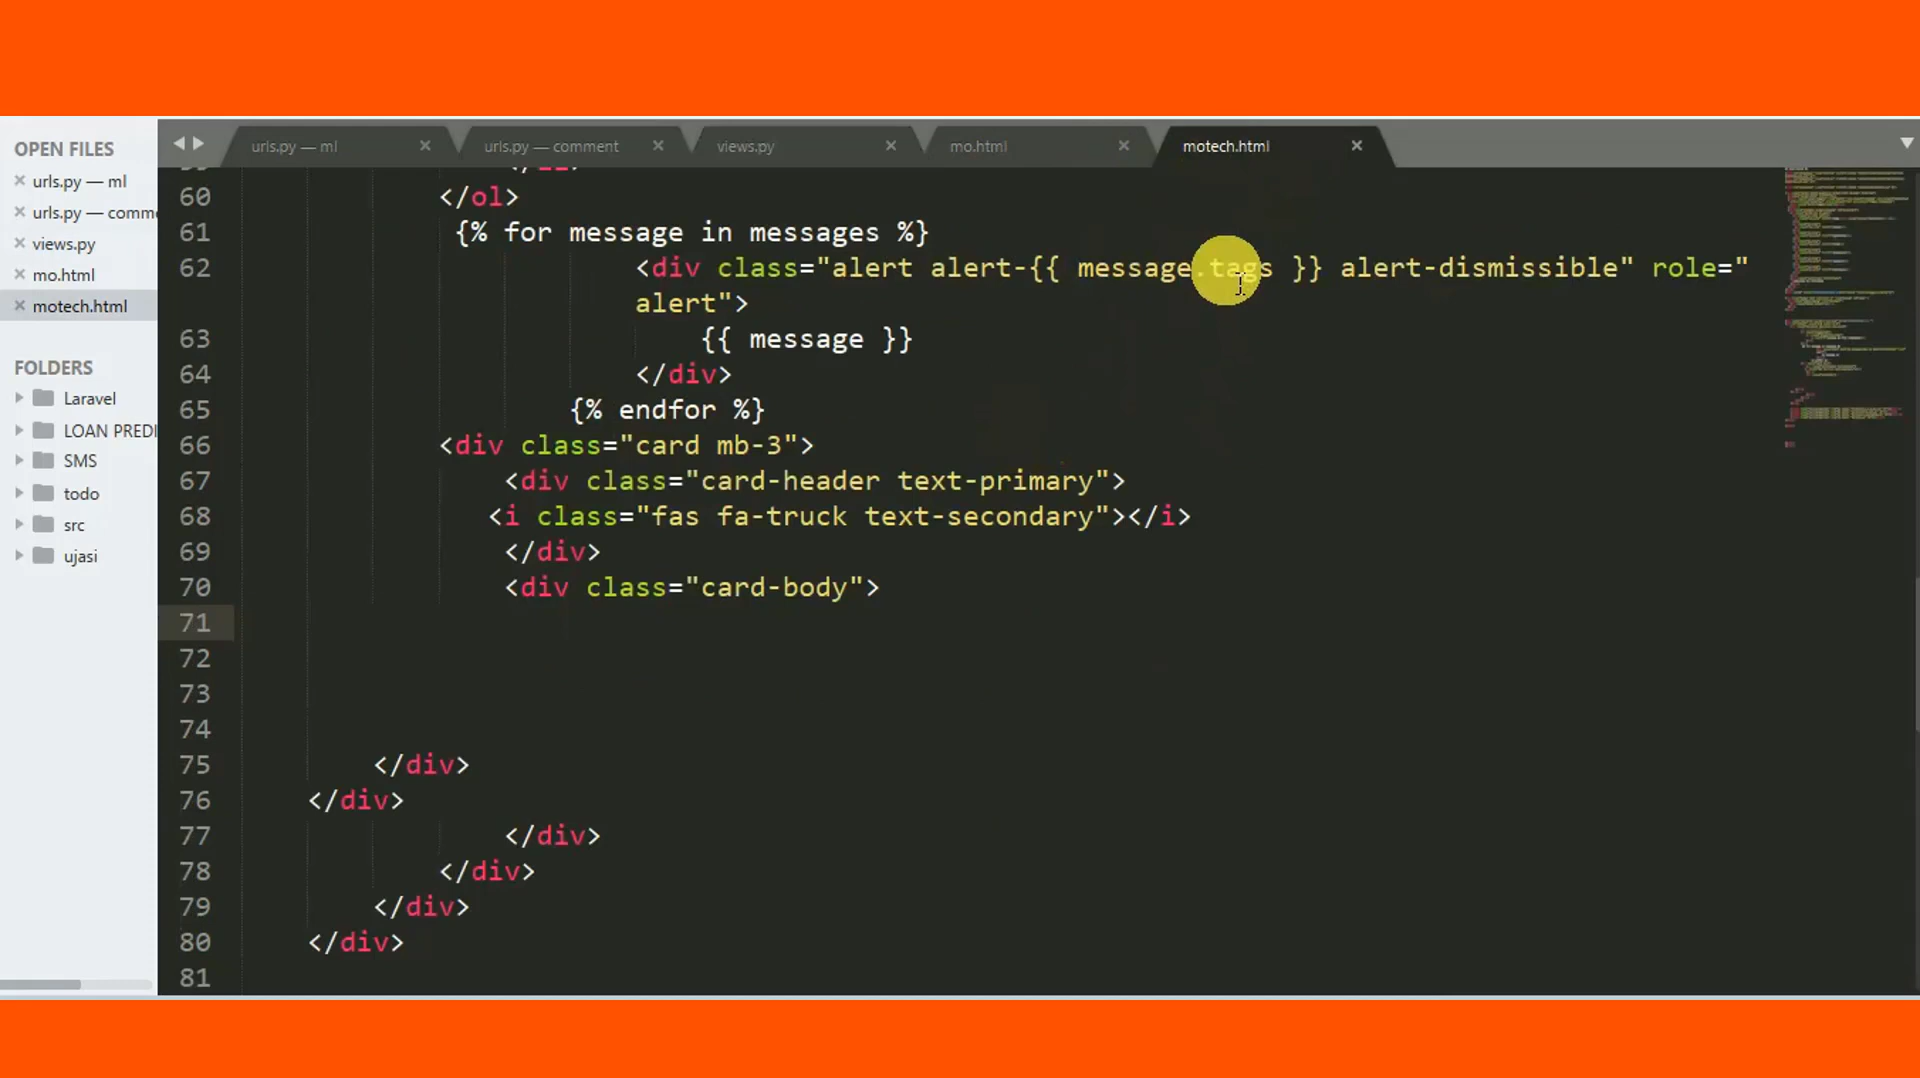 OPEN FILES
urls.py — ml
urls.py — comme
views.py
mo.html
motech.html
FOLDERS
Laravel
LOAN PREDI
SMS
todo
src
ujasi
urls.py — ml
urls.py — comment
views.py
mo.html
motech.html
60 </ol>
61 {% for message in messages %}
62 <div class="alert alert-{{ message.tags }} alert-dismissible" role="
alert">
63 {{ message }}
64 </div>
65 {% endfor %}
66 <div class="card mb-3">
67 <div class="card-header text-primary">
68 <i class="fas fa-truck text-secondary"></i>
69 </div>
70 <div class="card-body">
71
72
73
74
75 </div>
76 </div>
77 </div>
78 </div>
79 </div>
80 </div>
81